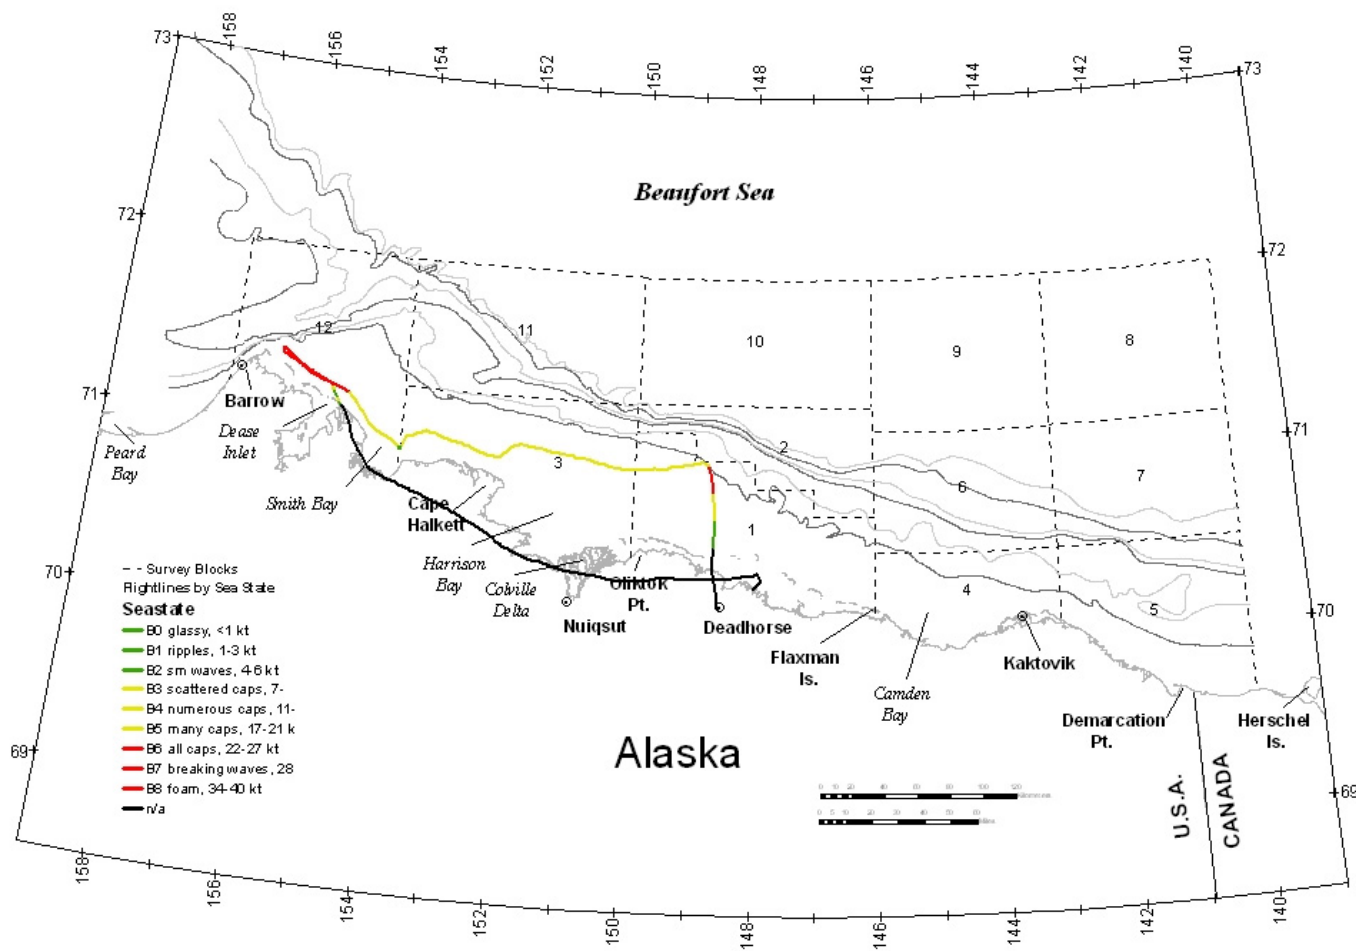 158
156
154
152
150
148
146
144
142
140
73
73
Beaufort Sea
72
72
12
11
10
9
8
71
Barrow
Dease
Inlet
Peard
Bay
Smith Bay
3
2
6
7
71
Cape
Halkett
1
Harrison
Bay
Colville
Delta
Oliktok
Pt.
Nuiqsut
Deadhorse
4
5
70
70
Flaxman
Is.
Kaktovik
Camden
Bay
Demarcation
Pt.
Herschel
Is.
Survey Blocks
Flightlines by Sea State
Seastate
B0 glassy, <1 kt
B1 ripples, 1-3 kt
B2 sm waves, 4-6 kt
B3 scattered caps, 7-
B4 numerous caps, 11-
B5 many caps, 17-21 k
B6 all caps, 22-27 kt
B7 breaking waves, 28
B8 foam, 34-40 kt
n/a
Alaska
U.S.A.
CANADA
69
69
158
156
154
152
150
148
146
144
142
140